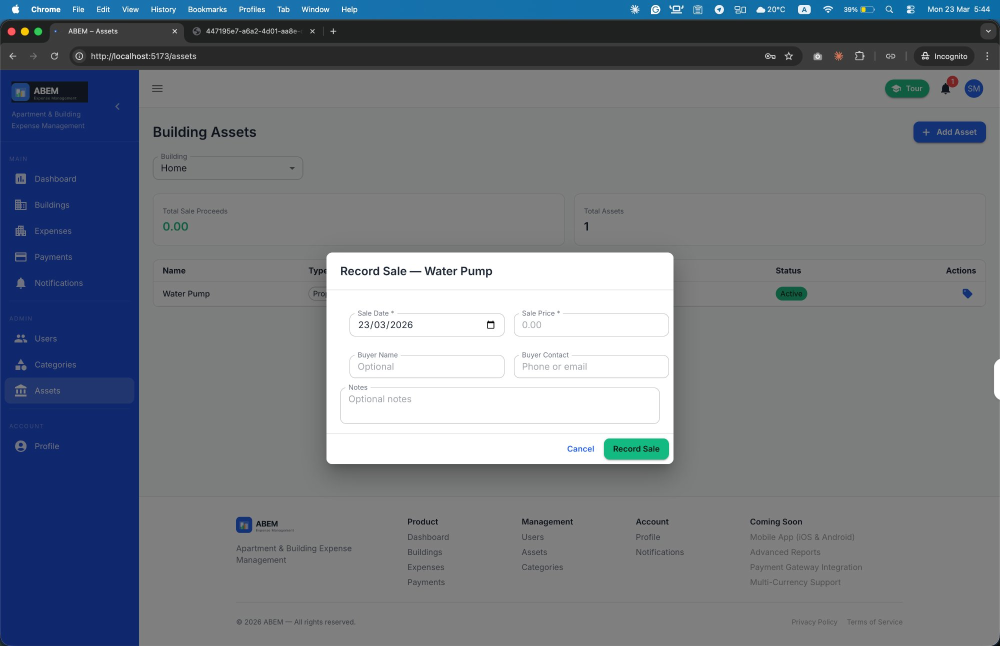 Chrome File Edit View History Bookmarks Profiles Tab Window Help A 20°C 39% Mon 23 Mar 5:44
ABEM – Assets
447195e7-a6a2-4d01-aa8e-
http://localhost:5173/assets
Incognito
ABEM
Expense Management
Apartment & Building
Expense Management
MAIN
Dashboard
Buildings
Expenses
Payments
Notifications
ADMIN
Users
Categories
Assets
ACCOUNT
Profile
Tour
1
SM
Building Assets
Add Asset
Building
Home
Total Sale Proceeds
0.00
Total Assets
1
Name Type Status Actions
Water Pump Prop Active
Record Sale — Water Pump
Sale Date *
23/03/2026
Sale Price *
0.00
Buyer Name
Optional
Buyer Contact
Phone or email
Notes
Optional notes
Cancel
Record Sale
ABEM
Expense Management
Apartment & Building Expense
Management
Product
Dashboard
Buildings
Expenses
Payments
Management
Users
Assets
Categories
Account
Profile
Notifications
Coming Soon
Mobile App (iOS & Android)
Advanced Reports
Payment Gateway Integration
Multi-Currency Support
© 2026 ABEM — All rights reserved.
Privacy Policy
Terms of Service